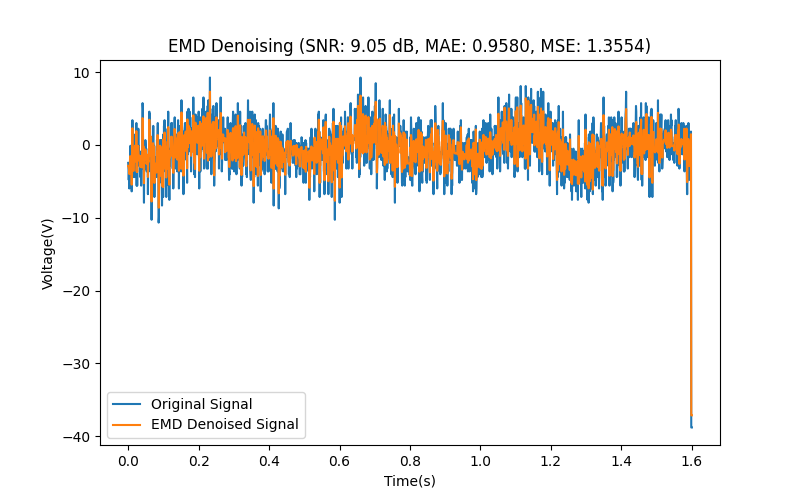 EMD Denoising (SNR: 9.05 dB, MAE: 0.9580, MSE: 1.3554)
10
0
−10
−20
−30
−40
Voltage(V)
Original Signal
EMD Denoised Signal
0.0 0.2 0.4 0.6 0.8 1.0 1.2 1.4 1.6
Time(s)